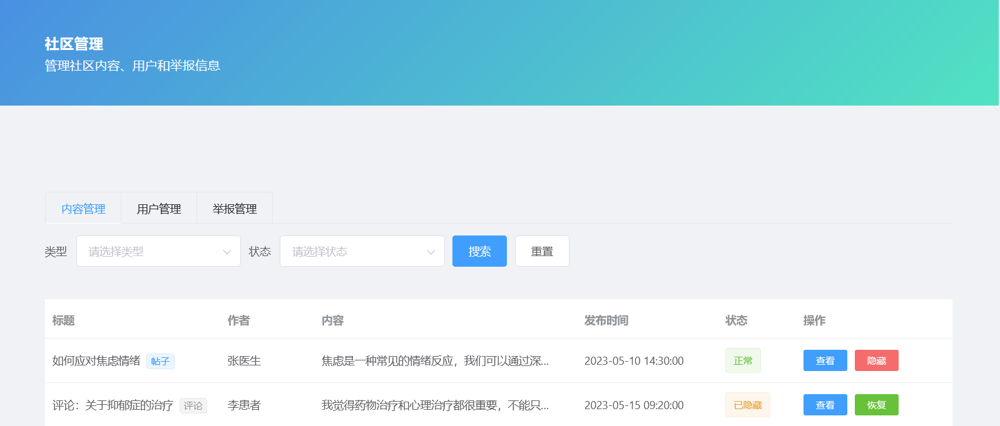 社区管理
管理社区内容、用户和举报信息
内容管理 用户管理 举报管理
类型 请选择类型 状态 请选择状态 搜索 重置
标题 作者 内容 发布时间 状态 操作
如何应对焦虑情绪 帖子 张医生 焦虑是一种常见的情绪反应，我们可以通过深... 2023-05-10 14:30:00 正常 查看 隐藏
评论：关于抑郁症的治疗 评论 李患者 我觉得药物治疗和心理治疗都很重要，不能只... 2023-05-15 09:20:00 已隐藏 查看 恢复